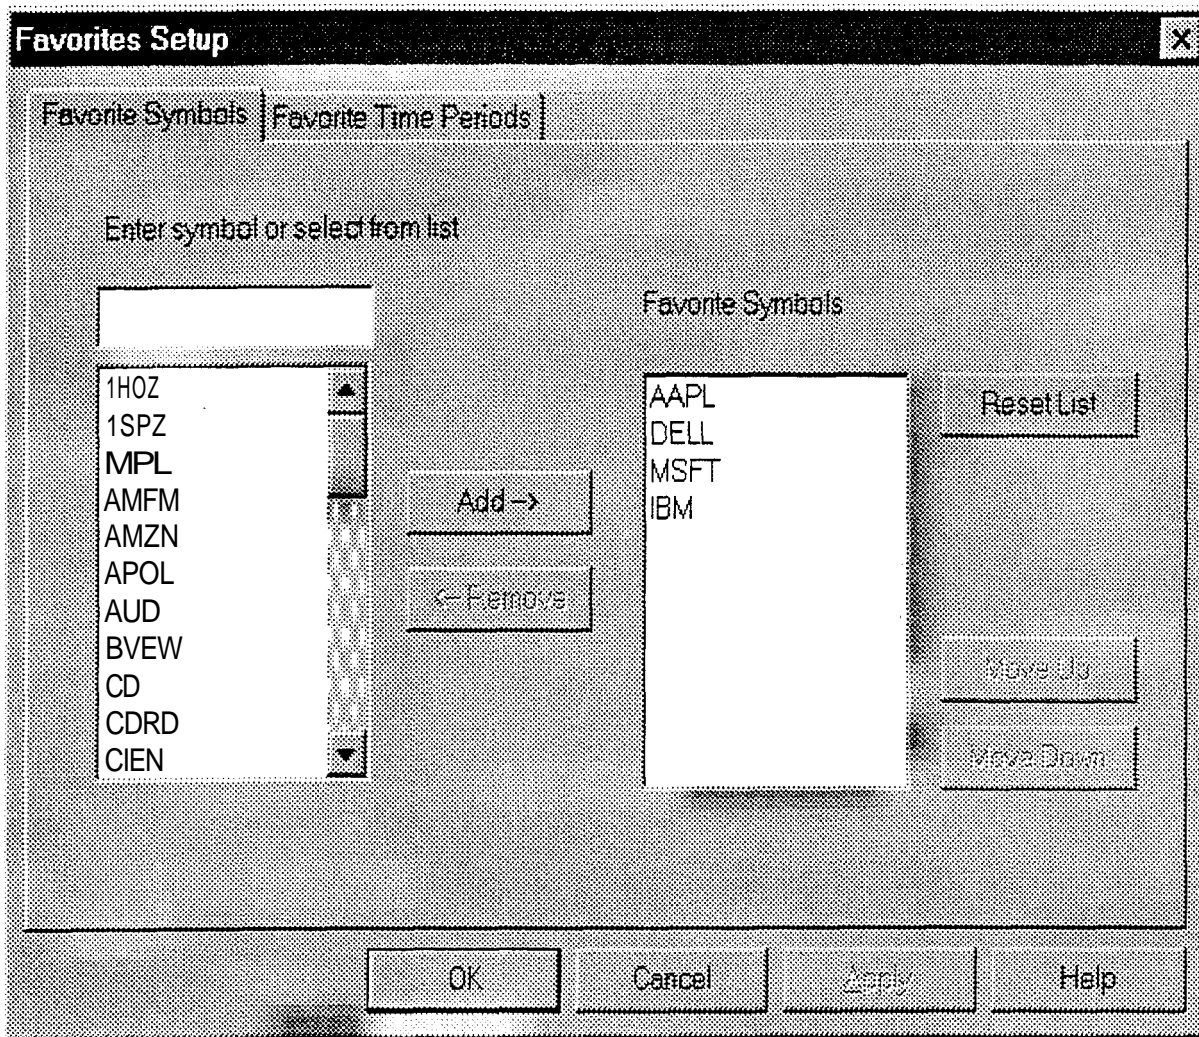 Favorites Setup
Favorite Symbols
Favorite Time Periods
Enter symbol or select from list
1HOZ
1SPZ
MPL
AMFM
AMZN
APOL
AUD
BVEW
CD
CDRD
CIEN
Add -->
<-- Remove
Favorite Symbols
AAPL
DELL
MSFT
IBM
Reset List
Move Up
Move Down
OK
Cancel
Apply
Help